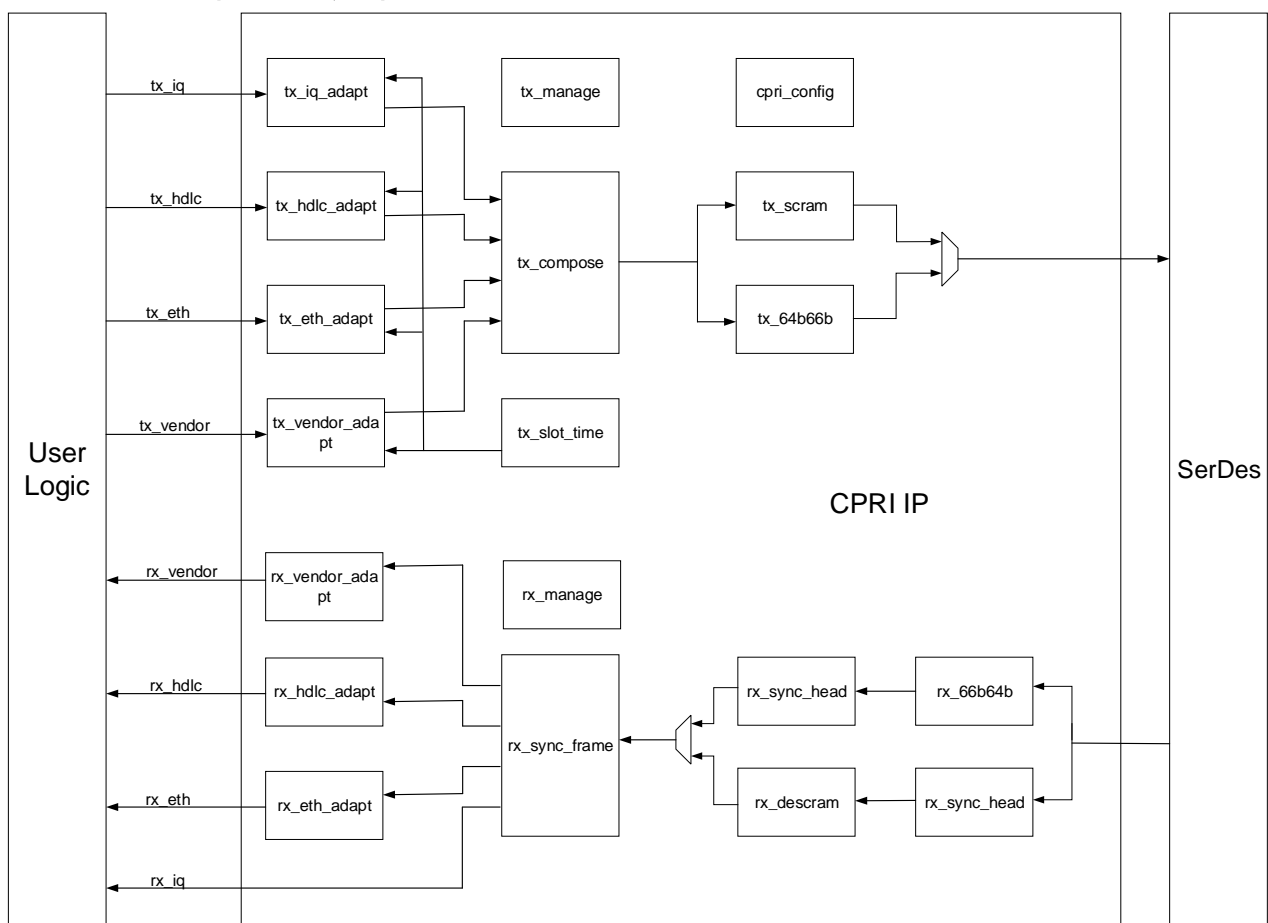 tx_iq
tx_iq_adapt
tx_manage
cpri_config
tx_hdlc
tx_hdlc_adapt
tx_compose
tx_scram
tx_eth
tx_eth_adapt
tx_64b66b
tx_vendor
tx_vendor_ada
pt
tx_slot_time
User
Logic
CPRI IP
SerDes
rx_vendor
rx_vendor_ada
pt
rx_manage
rx_hdlc
rx_hdlc_adapt
rx_sync_frame
rx_sync_head
rx_66b64b
rx_eth
rx_eth_adapt
rx_descram
rx_sync_head
rx_iq